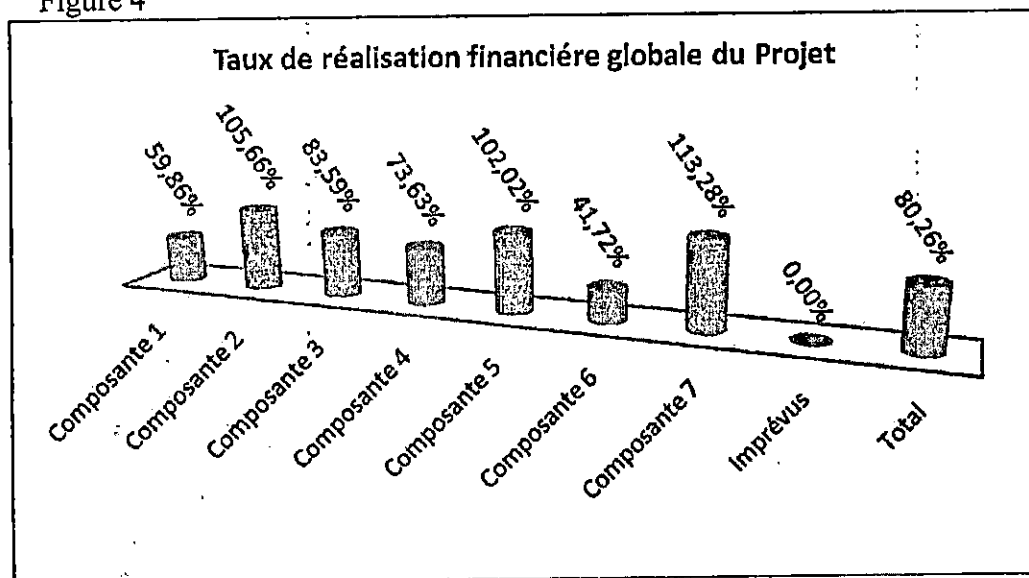 Figure 4
Taux de réalisation financiére globale du Projet
59,86%
105,66%
83,59%
73,63%
102,02%
41,72%
113,28%
0,00%
80,26%
Composante 1
Composante 2
Composante 3
Composante 4
Composante 5
Composante 6
Composante 7
Imprévus
Total